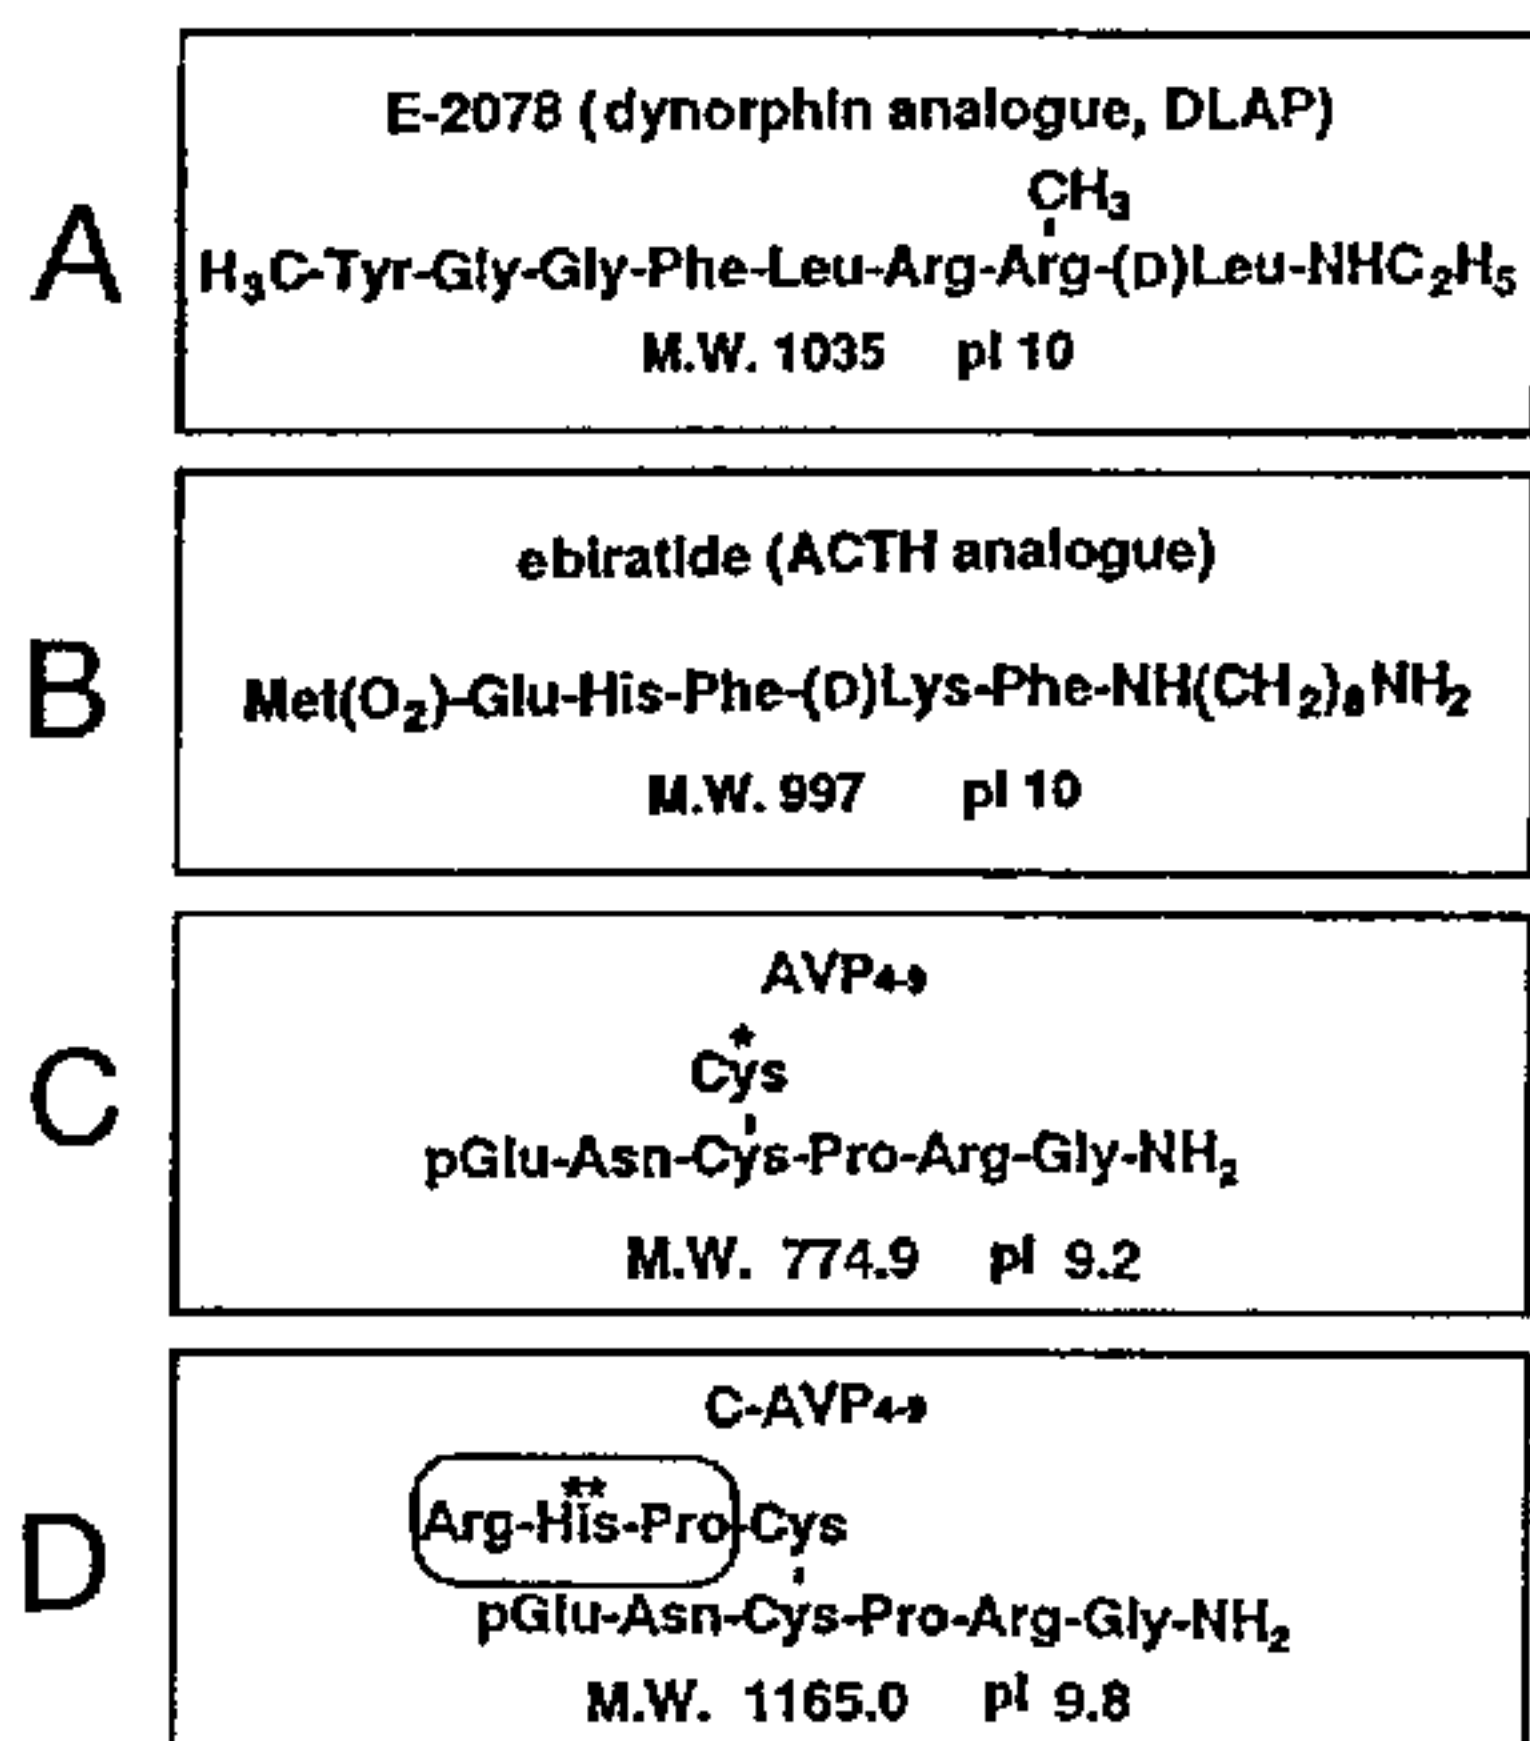 A
E-2078 (dynorphin analogue, DLAP)
CH3
H3C-Tyr-Gly-Gly-Phe-Leu-Arg-Arg-(D)Leu-NHC2H5
M.W. 1035 pI 10
B
ebiratide (ACTH analogue)
Met(O2)-Glu-His-Phe-(D)Lys-Phe-NH(CH2)8NH2
M.W. 997 pI 10
C
AVP4-9
*
Cys
pGlu-Asn-Cys-Pro-Arg-Gly-NH2
M.W. 774.9 pI 9.2
D
C-AVP4-9
**
Arg-His-Pro-Cys
pGlu-Asn-Cys-Pro-Arg-Gly-NH2
M.W. 1165.0 pI 9.8